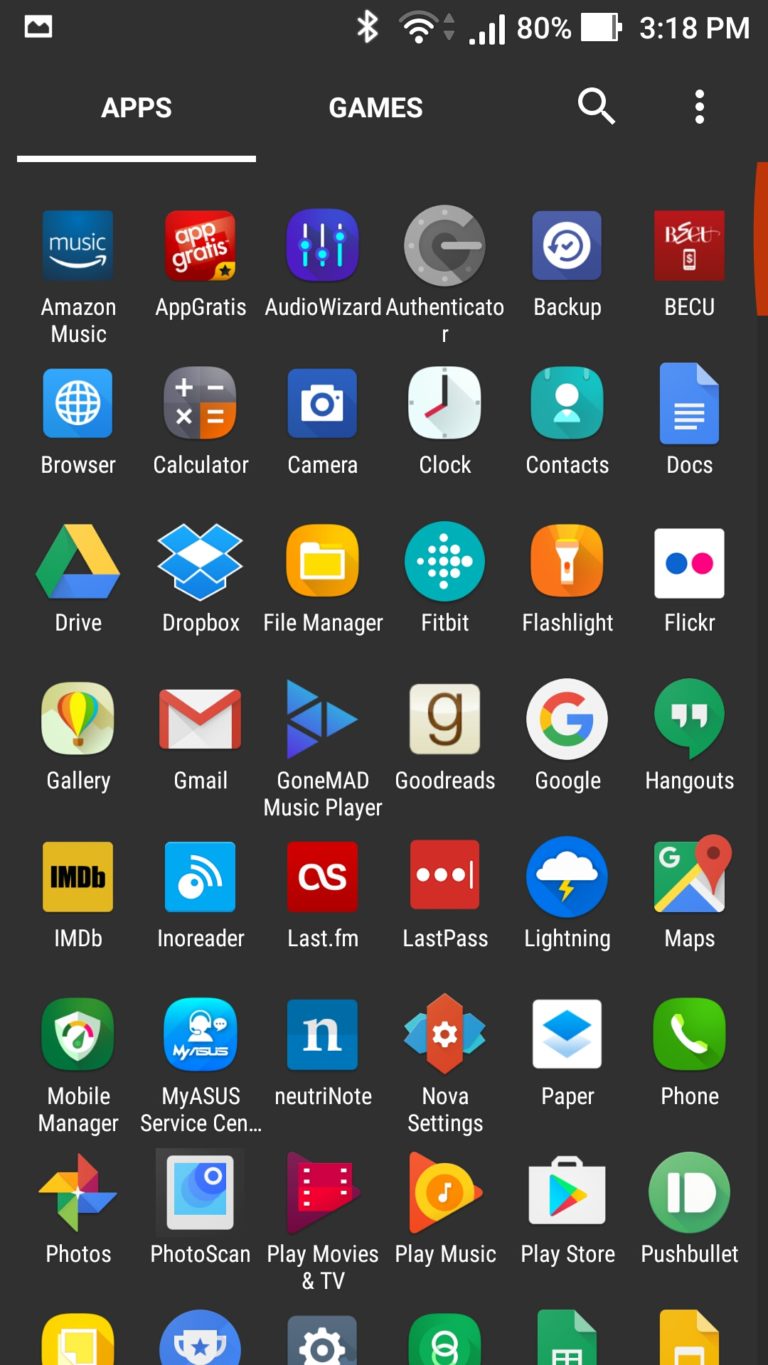 80% 3:18 PM
APPS GAMES
music
app
gratis
BECU
Amazon AppGratis AudioWizard Authenticato Backup BECU
Music r
Browser Calculator Camera Clock Contacts Docs
Drive Dropbox File Manager Fitbit Flashlight Flickr
g
G
Gallery Gmail GoneMAD Goodreads Google Hangouts
Music Player
IMDb
G
IMDb Inoreader Last.fm LastPass Lightning Maps
MyASUS
n
Mobile MyASUS neutriNote Nova Paper Phone
Manager Service Cen... Settings
Photos PhotoScan Play Movies Play Music Play Store Pushbullet
& TV